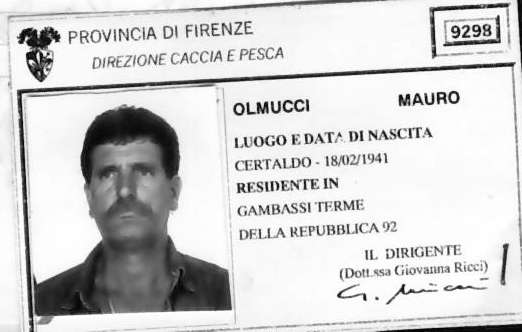 PROVINCIA DI FIRENZE
9298
DIREZIONE CACCIA E PESCA
OLMUCCI MAURO
LUOGO E DATA DI NASCITA
CERTALDO - 18/02/1941
RESIDENTE IN
GAMBASSI TERME
DELLA REPUBBLICA 92
IL DIRIGENTE
(Dott.ssa Giovanna Ricci)